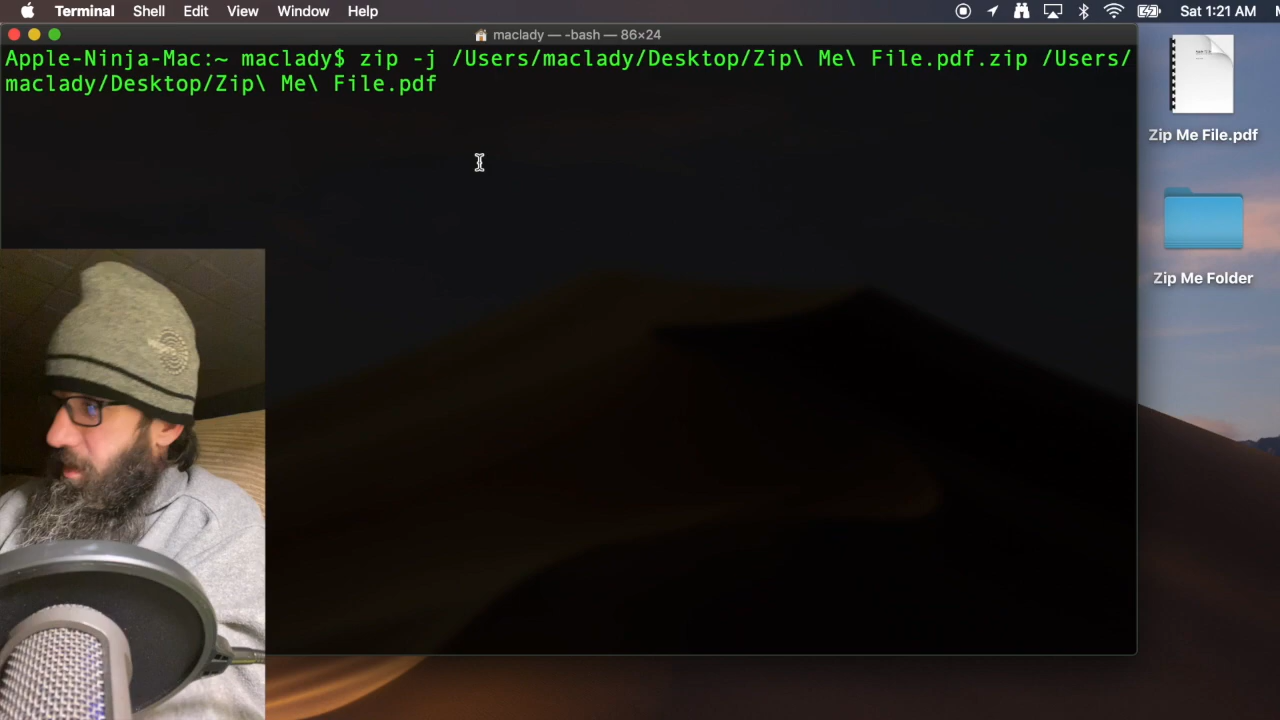 Terminal Shell Edit View Window Help Sat 1:21 AM
maclady — -bash — 86×24
Apple-Ninja-Mac:~ maclady$ zip -j /Users/maclady/Desktop/Zip\ Me\ File.pdf.zip /Users/
maclady/Desktop/Zip\ Me\ File.pdf
Zip Me File.pdf
Zip Me Folder